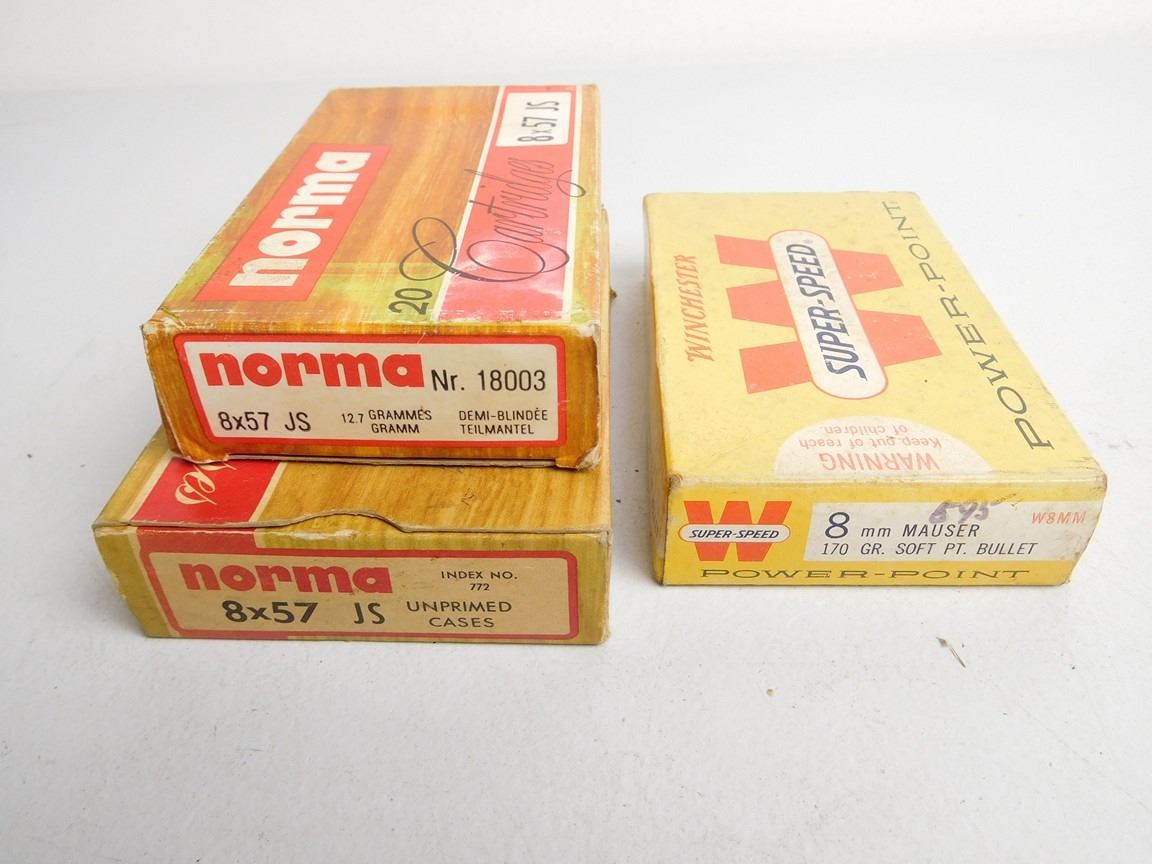 norma
20 Cartridges
8x57 JS
norma Nr. 18003
8x57 JS 12.7 GRAMMES DEMI-BLINDÉE
GRAMM TEILMANTEL
norma INDEX NO.
772
8x57 JS UNPRIMED
CASES
WINCHESTER
W
SUPER-SPEED®
POWER-POINT
WARNING
Keep out of reach
of children.
W
SUPER-SPEED
8 mm MAUSER W8MM
170 GR. SOFT PT. BULLET
POWER-POINT